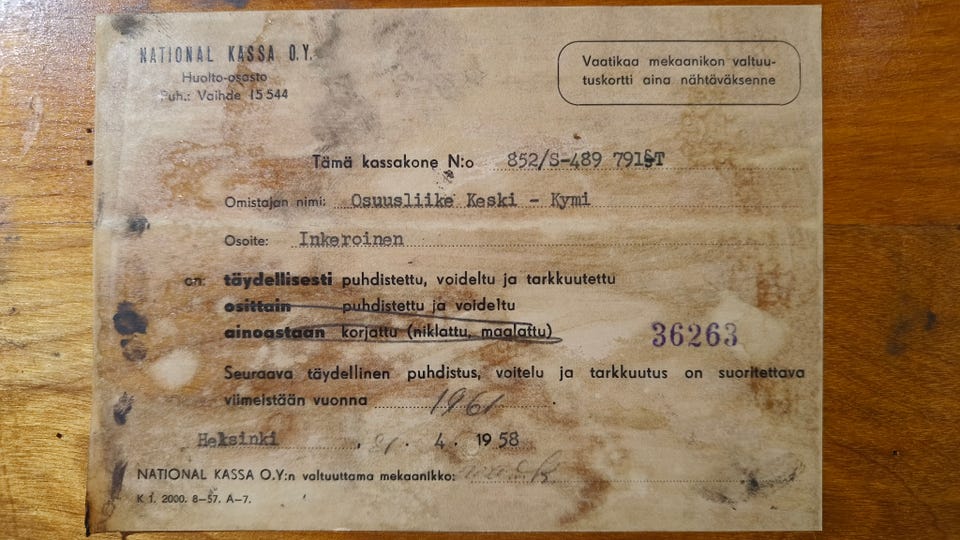 NATIONAL KASSA O.Y.
Huolto-osasto
Puh.: Vaihde 15 544
Vaatikaa mekaanikon valtuu-
tuskortti aina nähtäväksenne
Tämä kassakone N:o 852/S-489 791ST
Omistajan nimi: Osuusliike Keski - Kymi
Osoite: Inkeroinen
on: täydellisesti puhdistettu, voideltu ja tarkkuutettu
osittain puhdistettu ja voideltu
ainoastaan korjattu (niklattu, maalattu)
36263
Seuraava täydellinen puhdistus, voitelu ja tarkkuutus on suoritettava
viimeistään vuonna 1961.
Helsinki, 21. 4. 1958
NATIONAL KASSA O.Y:n valtuuttama mekaanikko:
K 1. 2000. 8–57. A–7.